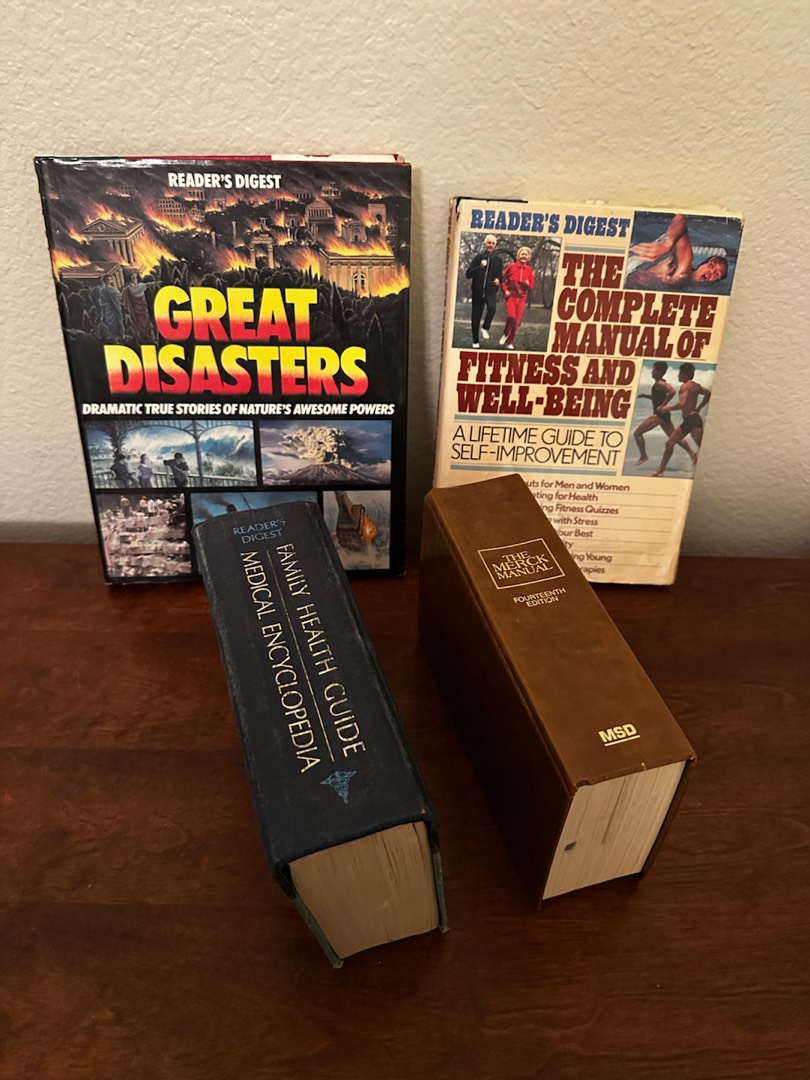 READER'S DIGEST
GREAT
DISASTERS
DRAMATIC TRUE STORIES OF NATURE'S AWESOME POWERS
READER'S DIGEST
THE
COMPLETE
MANUAL OF
FITNESS AND
WELL-BEING
A LIFETIME GUIDE TO
SELF-IMPROVEMENT
for Men and Women
for Health
Fitness Quizzes
with Stress
Best
Young
READER'S
DIGEST
FAMILY HEALTH GUIDE
MEDICAL ENCYCLOPEDIA
THE
MERCK
MANUAL
FOURTEENTH
EDITION
MSD